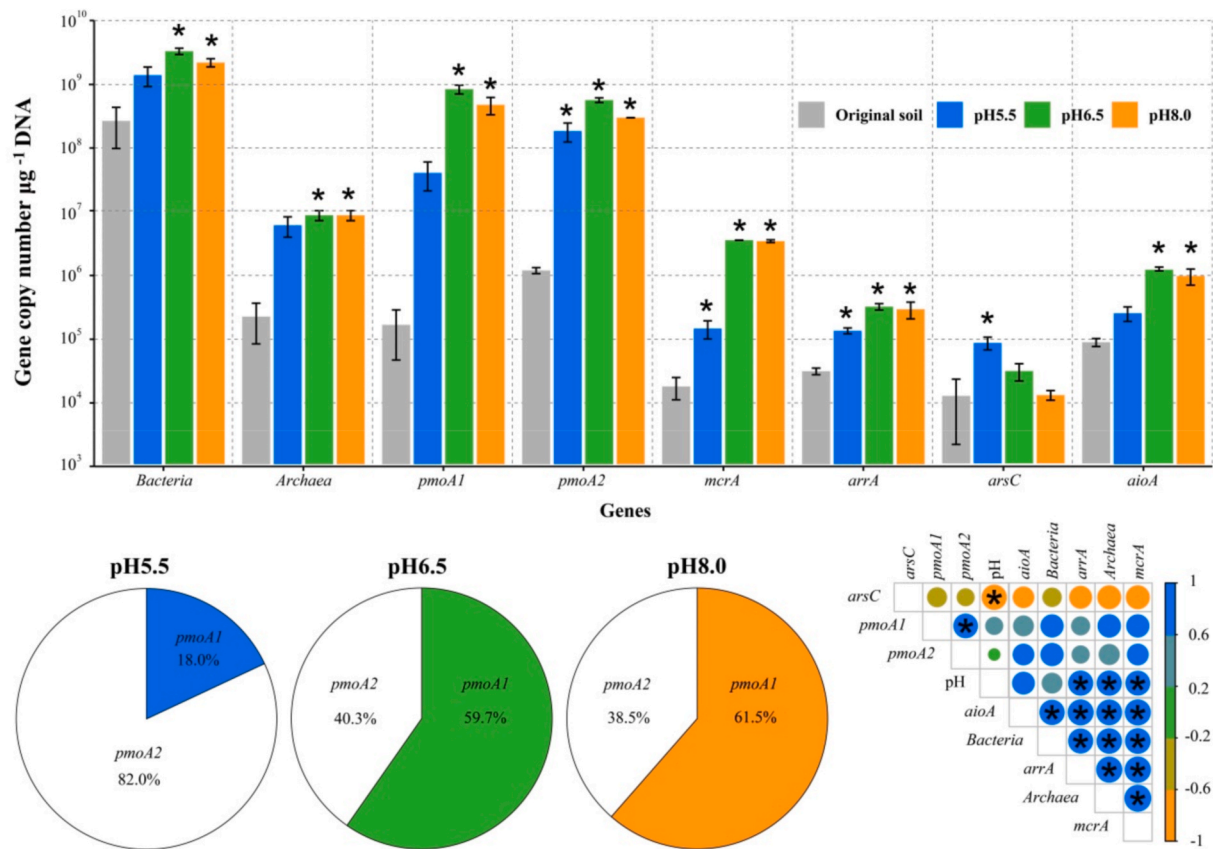 Gene copy number µg -1 DNA
10^10
10^9
10^8
10^7
10^6
10^5
10^4
10^3
Original soil pH5.5 pH6.5 pH8.0
* * * * * * * * * * * * * * * * * *
Bacteria Archaea pmoA1 pmoA2 mcrA arrA arsC aioA
Genes
pH5.5
pmoA1
18.0%
pmoA2
82.0%
pH6.5
pmoA2
40.3%
pmoA1
59.7%
pH8.0
pmoA2
38.5%
pmoA1
61.5%
arsC pmoA1 pmoA2 pH aioA Bacteria arrA Archaea mcrA
arsC *
pmoA1 *
pmoA2
pH * * *
aioA * * * *
Bacteria * * *
arrA * *
Archaea *
mcrA
1
0.6
0.2
-0.2
-0.6
-1